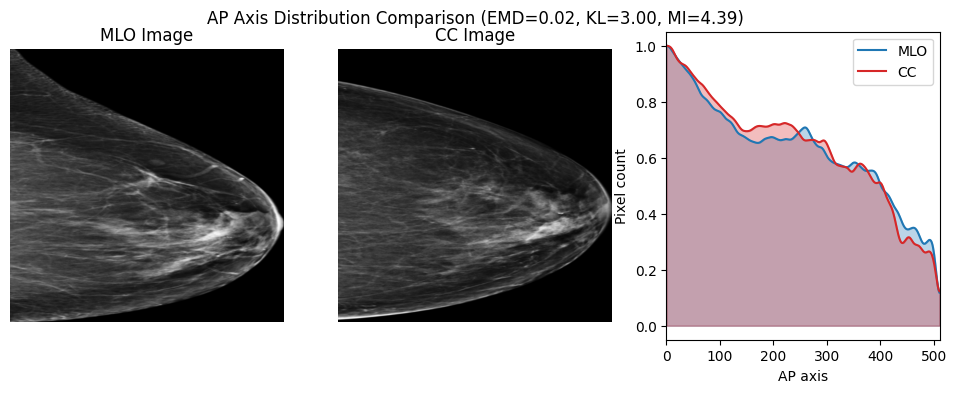 AP Axis Distribution Comparison (EMD=0.02, KL=3.00, MI=4.39)
MLO Image
CC Image
MLO
CC
Pixel count
1.0
0.8
0.6
0.4
0.2
0.0
0 100 200 300 400 500
AP axis